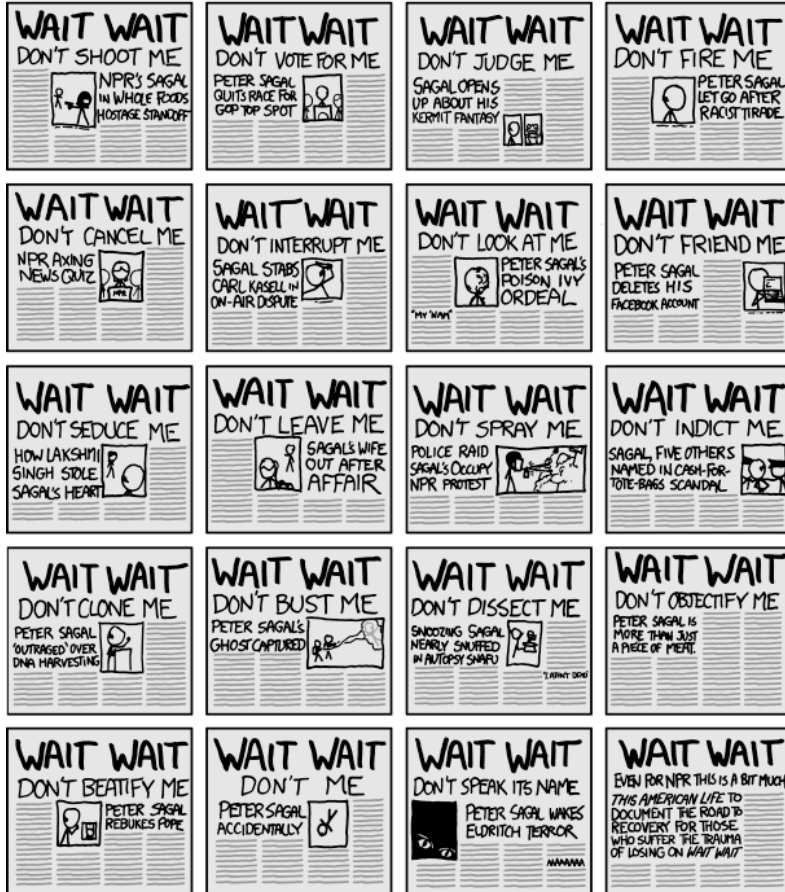 WAIT WAIT
DON'T SHOOT ME
NPR'S SAGAL
IN WHOLE FOODS
HOSTAGE STANDOFF
WAIT WAIT
DON'T VOTE FOR ME
PETER SAGAL
QUITS RACE FOR
GOP TOP SPOT
WAIT WAIT
DON'T JUDGE ME
SAGAL OPENS
UP ABOUT HIS
KERMIT FANTASY
WAIT WAIT
DON'T FIRE ME
PETER SAGAL
LET GO AFTER
RACIST TIRADE
WAIT WAIT
DON'T CANCEL ME
NPR AXING
NEWS QUIZ
NPR
WAIT WAIT
DON'T INTERRUPT ME
SAGAL STABS
CARL KASELL IN
ON-AIR DISPUTE
WAIT WAIT
DON'T LOOK AT ME
PETER SAGAL'S
POISON IVY
ORDEAL
"MY
WAIT WAIT
DON'T FRIEND ME
PETER SAGAL
DELETES HIS
FACEBOOK ACCOUNT
WAIT WAIT
DON'T SEDUCE ME
HOW LAKSHMI
SINGH STOLE
SAGAL'S HEART
WAIT WAIT
DON'T LEAVE ME
SAGAL'S WIFE
OUT AFTER
AFFAIR
WAIT WAIT
DON'T SPRAY ME
POLICE RAID
SAGAL'S OCCUPY
NPR PROTEST
WAIT WAIT
DON'T INDICT ME
SAGAL, FIVE OTHERS
NAMED IN CASH-FOR-
TOTE-BAGS SCANDAL
WAIT WAIT
DON'T CLONE ME
PETER SAGAL
'OUTRAGED' OVER
DNA HARVESTING
WAIT WAIT
DON'T BUST ME
PETER SAGAL'S
GHOST CAPTURED
WAIT WAIT
DON'T DISSECT ME
SNOOZING SAGAL
NEARLY SNUFFED
IN AUTOPSY SNAFU
"I AIN'T DEAD"
WAIT WAIT
DON'T OBJECTIFY ME
PETER SAGAL IS
MORE THAN JUST
A PIECE OF MEAT.
WAIT WAIT
DON'T BEATIFY ME
PETER SAGAL
REBUKES POPE
WAIT WAIT
DON'T ME
PETER SAGAL
ACCIDENTALLY
WAIT WAIT
DON'T SPEAK ITS NAME
PETER SAGAL WAKES
ELDRITCH TERROR
WAIT WAIT
EVEN FOR NPR THIS IS A BIT MUCH
THIS AMERICAN LIFE TO
DOCUMENT THE ROAD TO
RECOVERY FOR THOSE
WHO SUFFER THE TRAUMA
OF LOSING ON WAIT WAIT